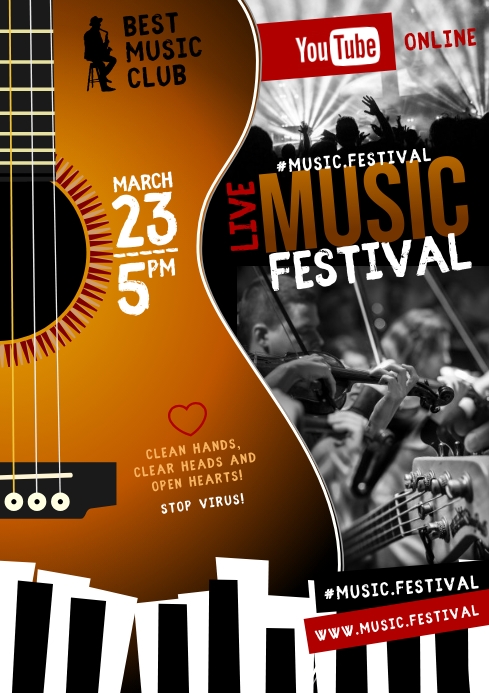 BEST
MUSIC
CLUB
YouTube ONLINE
#MUSIC.FESTIVAL
LIVE
MUSIC
FESTIVAL
MARCH
23
5PM
CLEAN HANDS,
CLEAR HEADS AND
OPEN HEARTS!
STOP VIRUS!
#MUSIC.FESTIVAL
WWW.MUSIC.FESTIVAL